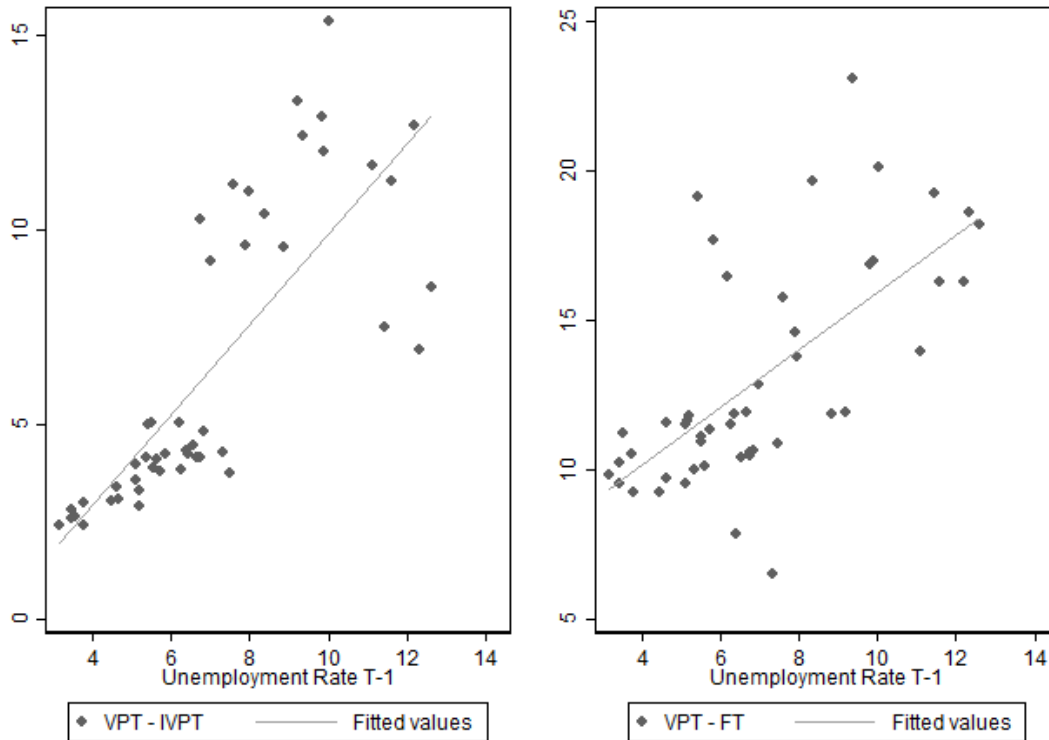 15
10
5
0
4 6 8 10 12 14
Unemployment Rate T-1
VPT - IVPT Fitted values
25
20
15
10
5
4 6 8 10 12 14
Unemployment Rate T-1
VPT - FT Fitted values